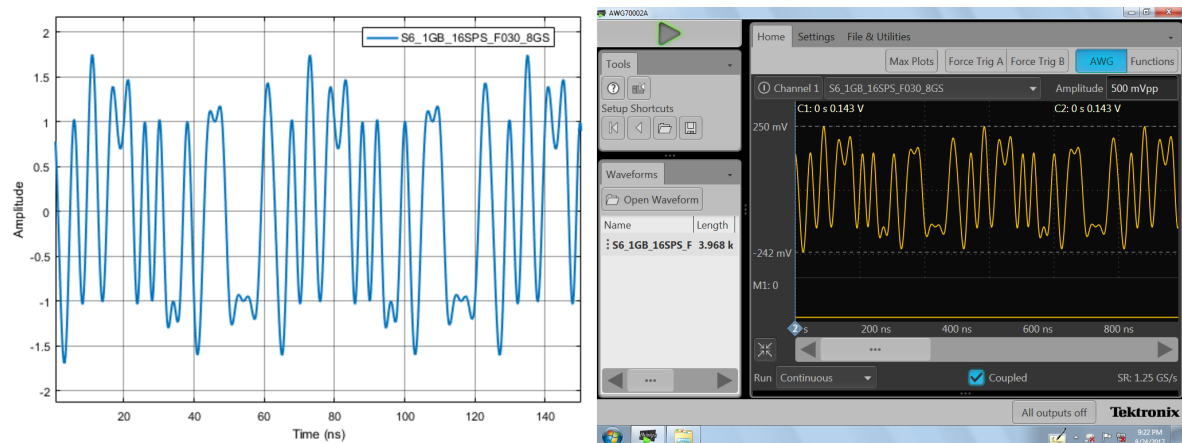 S6_1GB_16SPS_F030_8GS
2
1.5
1
0.5
0
-0.5
-1
-1.5
-2
Amplitude
20
40
60
80
100
120
140
Time (ns)
AWG70002A
Tools
Setup Shortcuts
Waveforms
Open Waveform
Name Length
S6_1GB_16SPS_F 3.968 k
Home Settings File & Utilities
Max Plots Force Trig A Force Trig B AWG Functions
Channel 1 S6_1GB_16SPS_F030_8GS Amplitude 500 mVpp
C1: 0 s 0.143 V C2: 0 s 0.143 V
250 mV
-242 mV
M1: 0
2 s 200 ns 400 ns 600 ns 800 ns
Run Continuous Coupled SR: 1.25 GS/s
All outputs off Tektronix
9:22 PM
8/24/2017